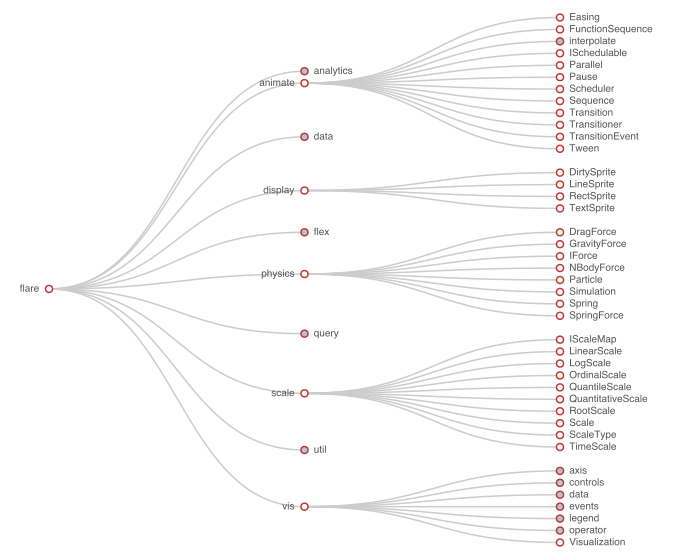 flare
analytics
animate
data
display
flex
physics
query
scale
util
vis
Easing
FunctionSequence
interpolate
ISchedulable
Parallel
Pause
Scheduler
Sequence
Transition
Transitioner
TransitionEvent
Tween
DirtySprite
LineSprite
RectSprite
TextSprite
DragForce
GravityForce
IForce
NBodyForce
Particle
Simulation
Spring
SpringForce
IScaleMap
LinearScale
LogScale
OrdinalScale
QuantileScale
QuantitativeScale
RootScale
Scale
ScaleType
TimeScale
axis
controls
data
events
legend
operator
Visualization